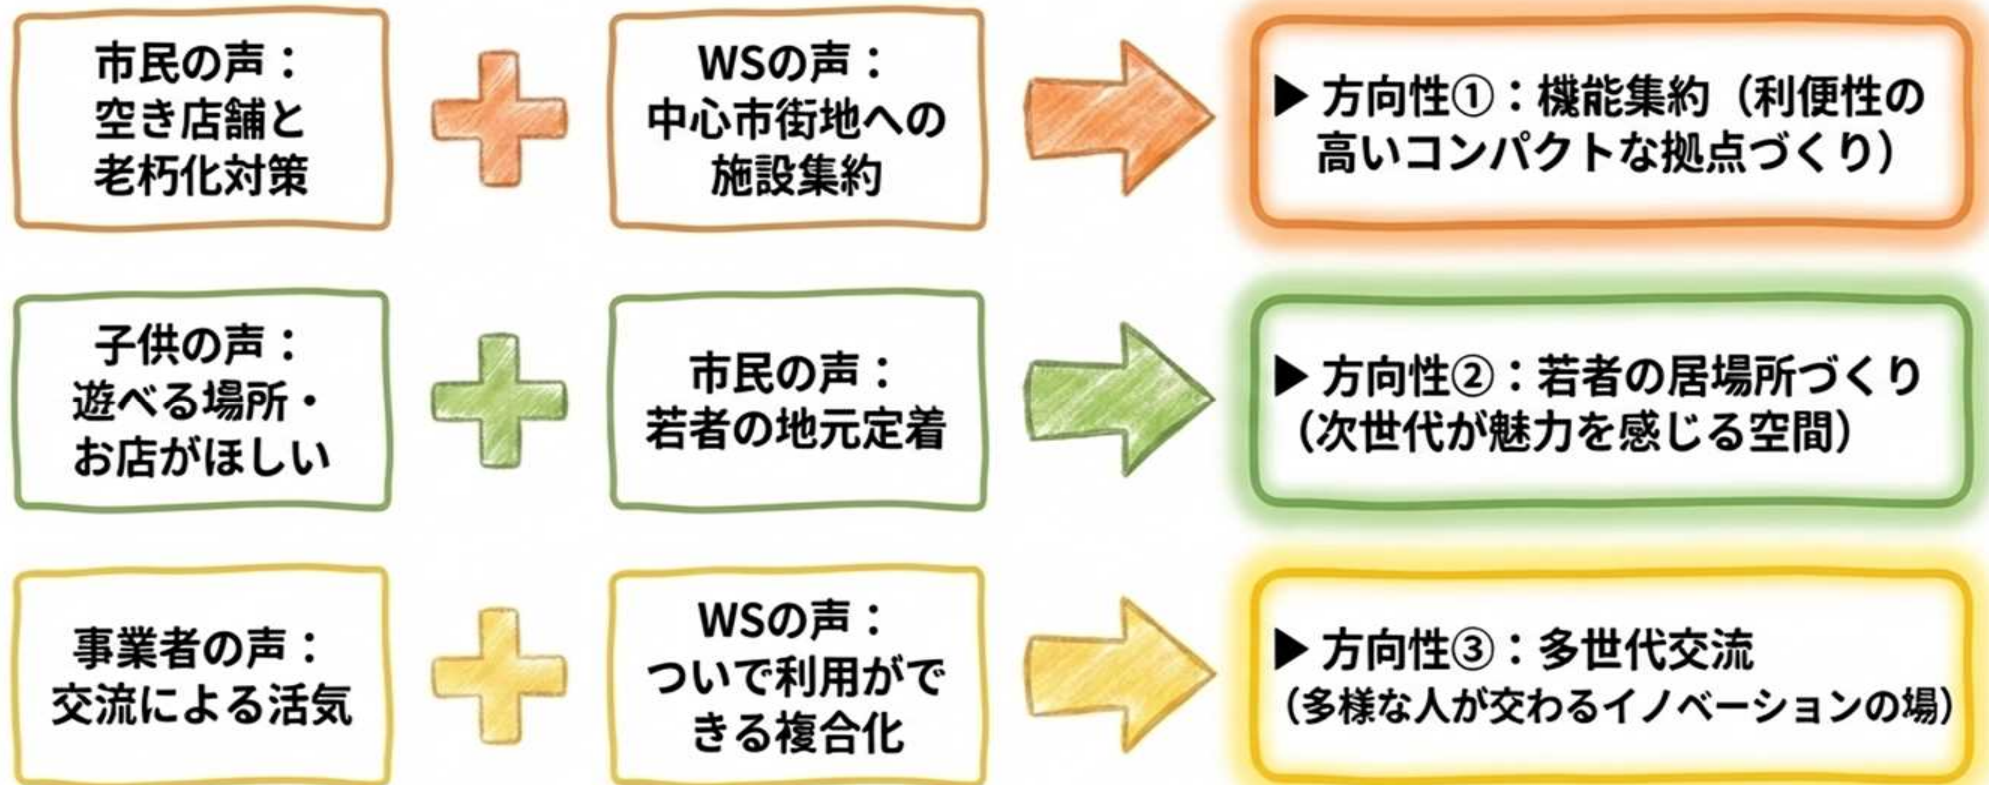 市民の声：
空き店舗と
老朽化対策
WSの声：
中心市街地への
施設集約
▶ 方向性①：機能集約（利便性の
高いコンパクトな拠点づくり）
子供の声：
遊べる場所・
お店がほしい
市民の声：
若者の地元定着
▶ 方向性②：若者の居場所づくり
（次世代が魅力を感じる空間）
事業者の声：
交流による活気
WSの声：
ついで利用がで
きる複合化
▶ 方向性③：多世代交流
（多様な人が交わるイノベーションの場）